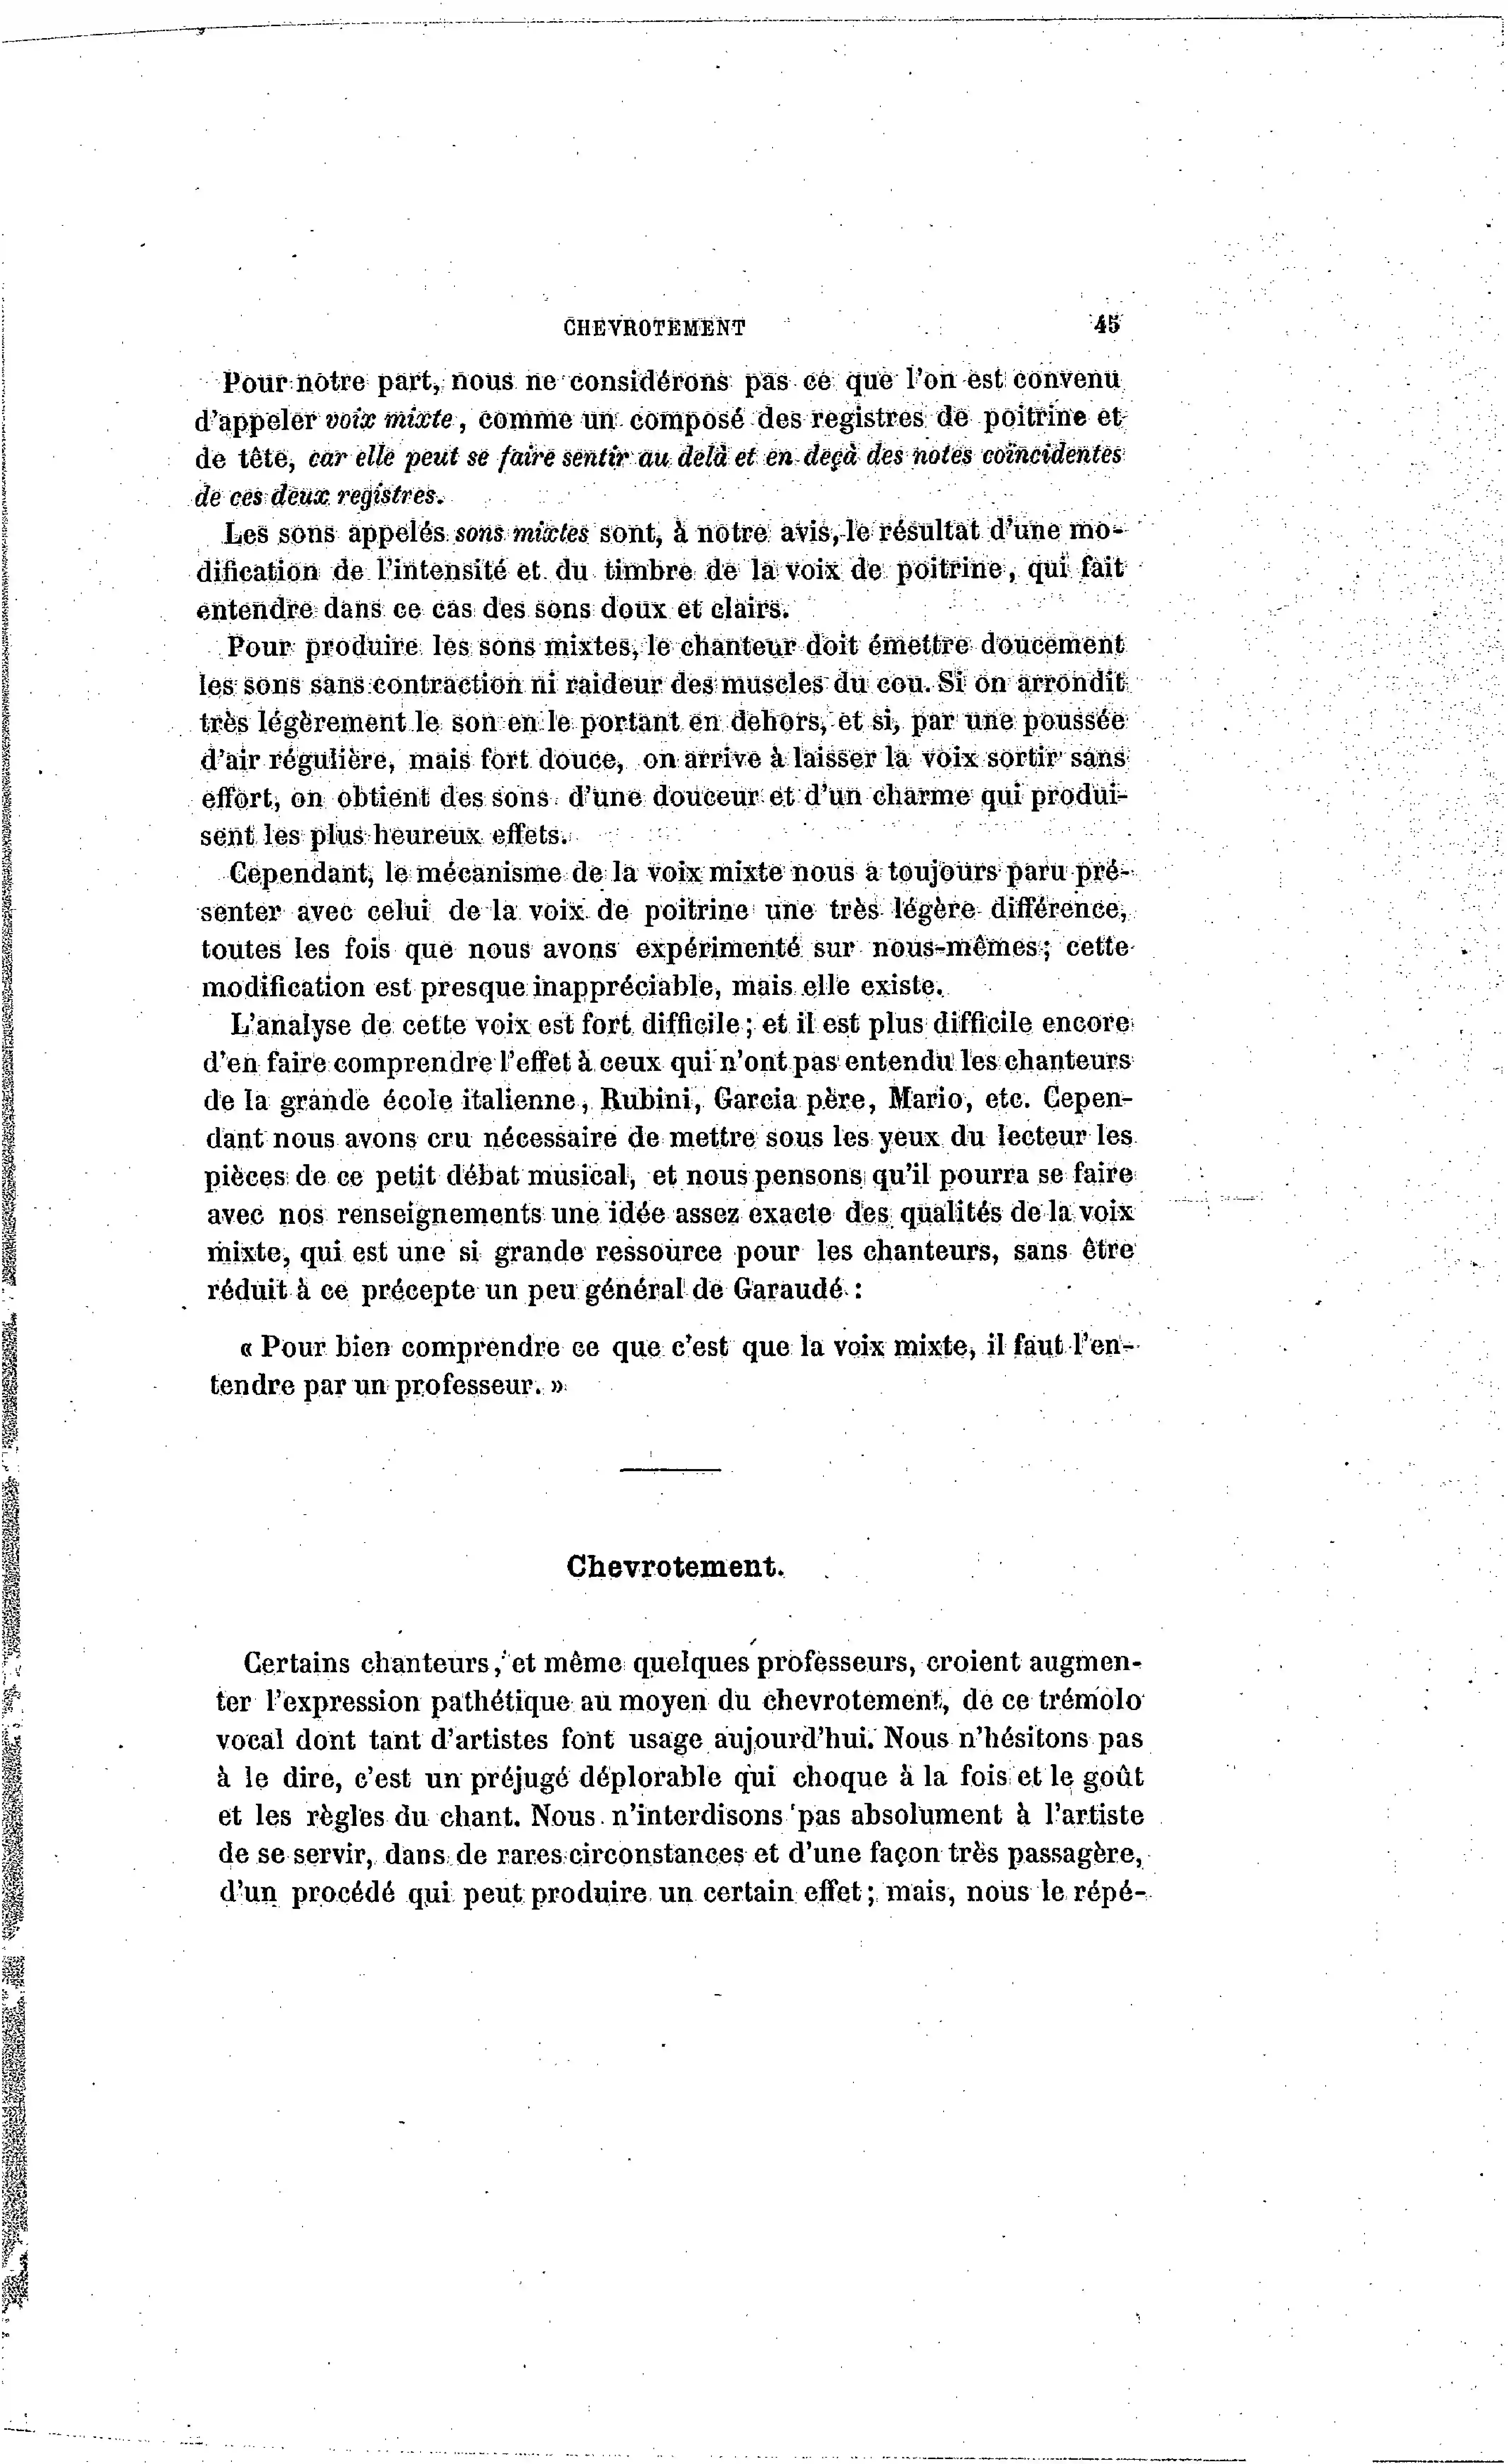 CHEVROTEMENT 45
Pour notre part, nous ne considérons pas ce que l'on est convenu
d'appeler voix mixte, comme un composé des registres de poitrine et
de tête, car elle peut se faire sentir au delà et en deçà des notes coïncidentes
de ces deux registres.
Les sons appelés sons mixtes sont, à notre avis, le résultat d'une mo-
dification de l'intensité et du timbre de la voix de poitrine, qui fait
entendre dans ce cas des sons doux et clairs.
Pour produire les sons mixtes, le chanteur doit émettre doucement
les sons sans contraction ni raideur des muscles du cou. Si on arrondit
très légèrement le son en le portant en dehors, et si, par une poussée
d'air régulière, mais fort douce, on arrive à laisser la voix sortir sans
effort, on obtient des sons d'une douceur et d'un charme qui produi-
sent les plus heureux effets.
Cependant, le mécanisme de la voix mixte nous a toujours paru pré-
senter avec celui de la voix de poitrine une très légère différence,
toutes les fois que nous avons expérimenté sur nous-mêmes; cette
modification est presque inappréciable, mais elle existe.
L'analyse de cette voix est fort difficile; et il est plus difficile encore
d'en faire comprendre l'effet à ceux qui n'ont pas entendu les chanteurs
de la grande école italienne, Rubini, Garcia père, Mario, etc. Cepen-
dant nous avons cru nécessaire de mettre sous les yeux du lecteur les
pièces de ce petit débat musical, et nous pensons qu'il pourra se faire
avec nos renseignements une idée assez exacte des qualités de la voix
mixte, qui est une si grande ressource pour les chanteurs, sans être
réduit à ce précepte un peu général de Garaudé :
« Pour bien comprendre ce que c'est que la voix mixte, il faut l'en-
tendre par un professeur. »
Chevrotement.
Certains chanteurs, et même quelques professeurs, croient augmen-
ter l'expression pathétique au moyen du chevrotement, de ce trémolo
vocal dont tant d'artistes font usage aujourd'hui. Nous n'hésitons pas
à le dire, c'est un préjugé déplorable qui choque à la fois et le goût
et les règles du chant. Nous n'interdisons pas absolument à l'artiste
de se servir, dans de rares circonstances et d'une façon très passagère,
d'un procédé qui peut produire un certain effet; mais, nous le répé-